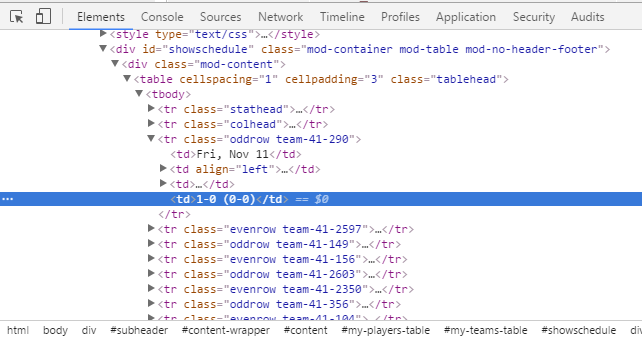 Elements Console Sources Network Timeline Profiles Application Security Audits
▶<style type="text/css">…</style>
▼<div id="showschedule" class="mod-container mod-table mod-no-header-footer">
▼<div class="mod-content">
▼<table cellspacing="1" cellpadding="3" class="tablehead">
▼<tbody>
▶<tr class="stathead">…</tr>
▶<tr class="colhead">…</tr>
▼<tr class="oddrow team-41-290">
<td>Fri, Nov 11</td>
▶<td align="left">…</td>
▶<td>…</td>
… <td>1-0 (0-0)</td> == $0
</tr>
▶<tr class="evenrow team-41-2597">…</tr>
▶<tr class="oddrow team-41-149">…</tr>
▶<tr class="evenrow team-41-156">…</tr>
▶<tr class="oddrow team-41-2603">…</tr>
▶<tr class="evenrow team-41-2350">…</tr>
▶<tr class="oddrow team-41-356">…</tr>
▶<tr class="evenrow team-41-104">…</tr>
html body div #subheader #content-wrapper #content #my-players-table #my-teams-table #showschedule div